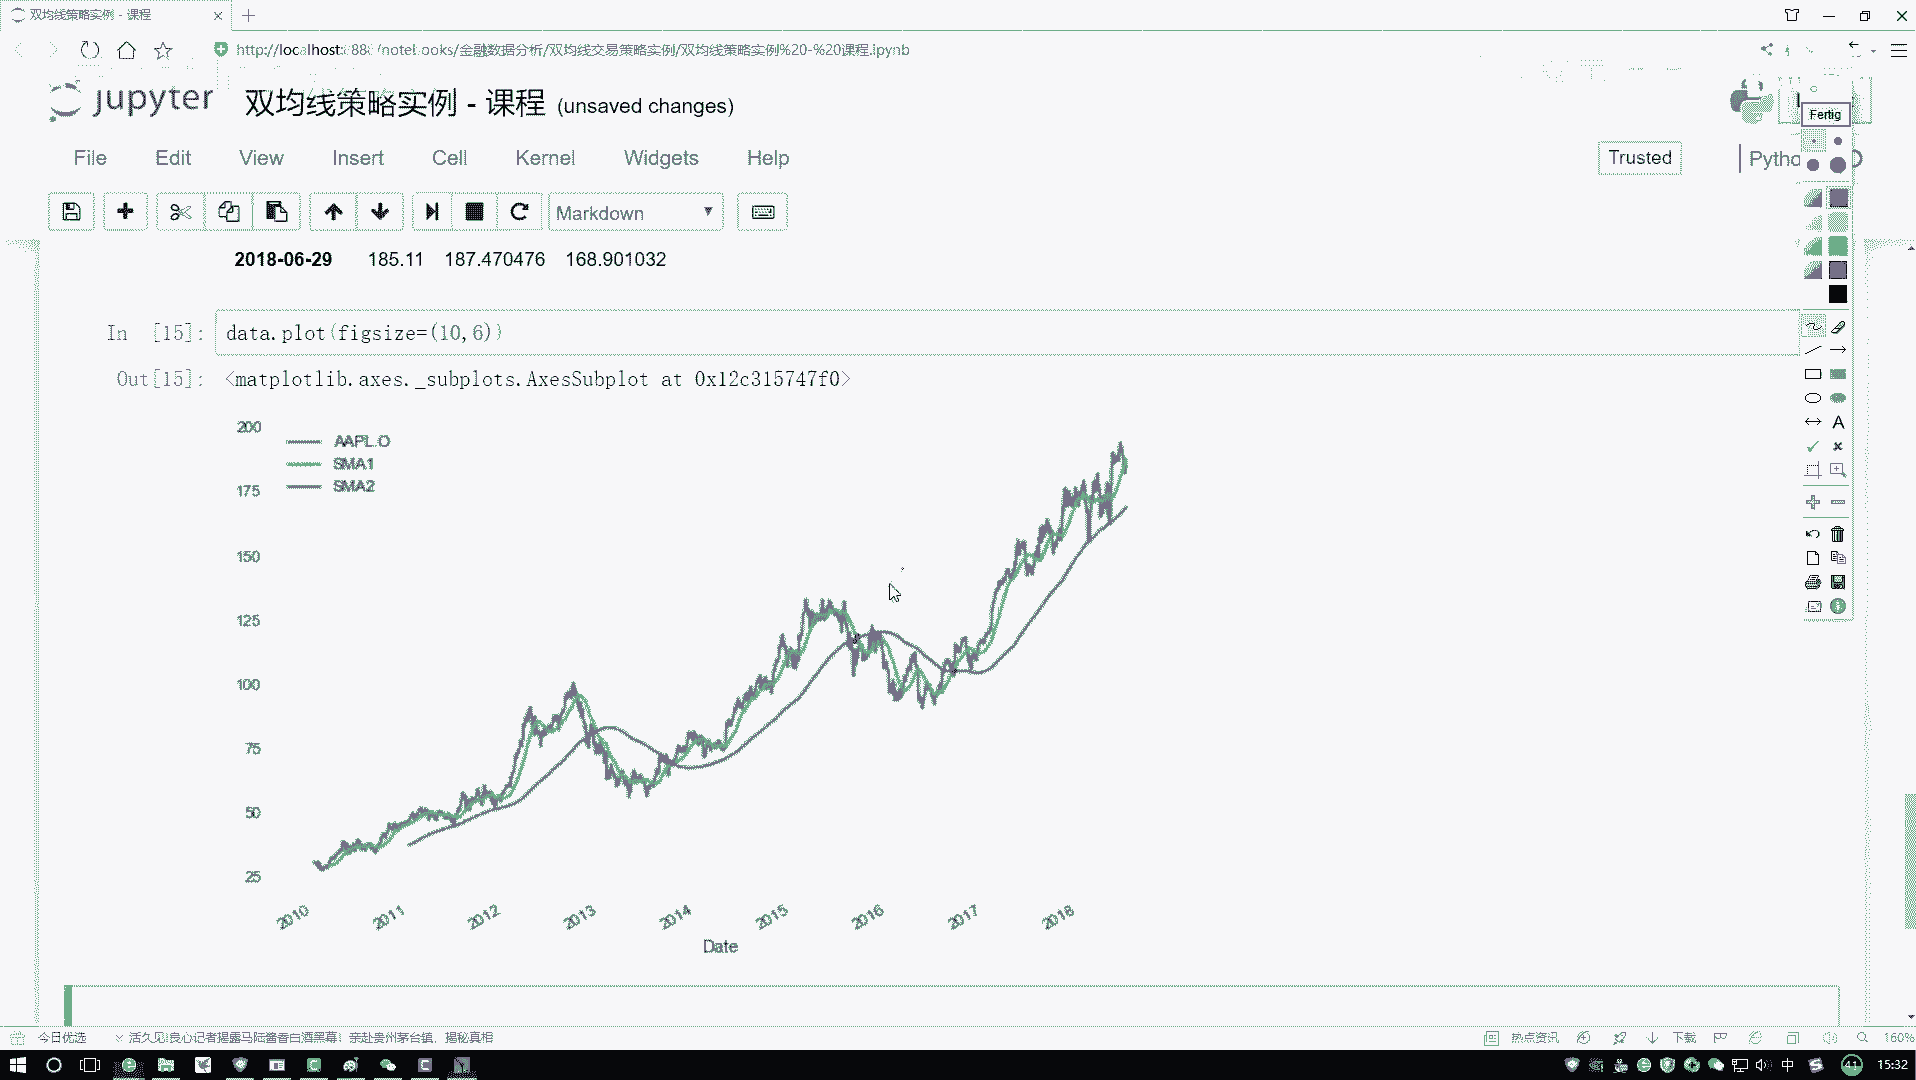 双均线策略实例 - 课程
http://localhost:888/notebooks/金融数据分析/双均线交易策略实例/双均线策略实例%20-%20课程.ipynb
jupyter 双均线策略实例 - 课程 (unsaved changes)
Fertig
File Edit View Insert Cell Kernel Widgets Help Trusted
Markdown
2018-06-29 185.11 187.470476 168.901032
In [15]: data.plot(figsize=(10,6))
Out[15]: <matplotlib.axes._subplots.AxesSubplot at 0x12c315747f0>
200
AAPL.O
SMA1
SMA2
175
150
125
100
75
50
25
2010 2011 2012 2013 2014 2015 2016 2017 2018
Date
今日优选 活久见!良心记者揭露马陆酱香白酒黑幕! 亲赴贵州茅台镇, 揭秘真相
热点资讯 下载 160%
中 41 15:32